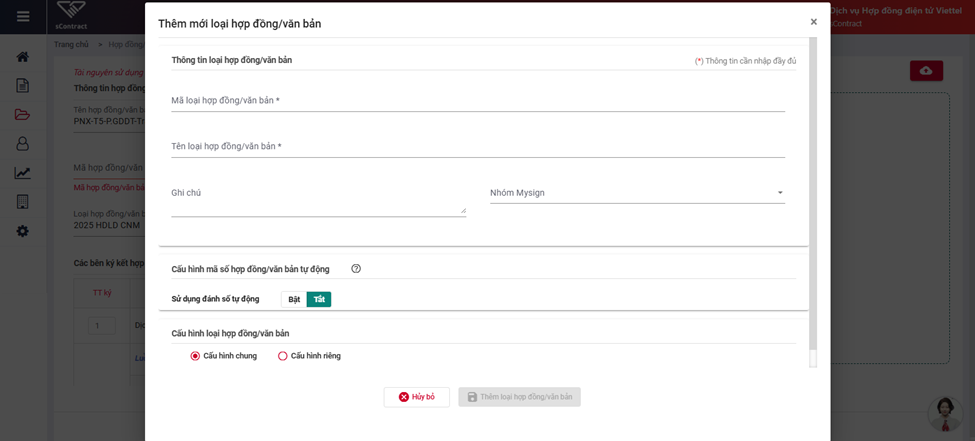 sContract
Dịch vụ Hợp đồng điện tử Viettel
sContract
Trang chủ > Hợp đồng
Tài nguyên sử dụng
Thông tin hợp đồng
Tên hợp đồng/văn b
PNX-T5-P.GDDT-Tr
Mã hợp đồng/văn
Mã hợp đồng/văn bả
Loại hợp đồng/văn b
2025 HDLD CNM
Các bên ký kết hợp
TT ký
1
Thêm mới loại hợp đồng/văn bản
×
Thông tin loại hợp đồng/văn bản
(*) Thông tin cần nhập đầy đủ
Mã loại hợp đồng/văn bản *
Tên loại hợp đồng/văn bản *
Ghi chú
Nhóm Mysign
Cấu hình mã số hợp đồng/văn bản tự động
Sử dụng đánh số tự động
Bật
Tắt
Cấu hình loại hợp đồng/văn bản
Cấu hình chung
Cấu hình riêng
Hủy bỏ
Thêm loại hợp đồng/văn bản